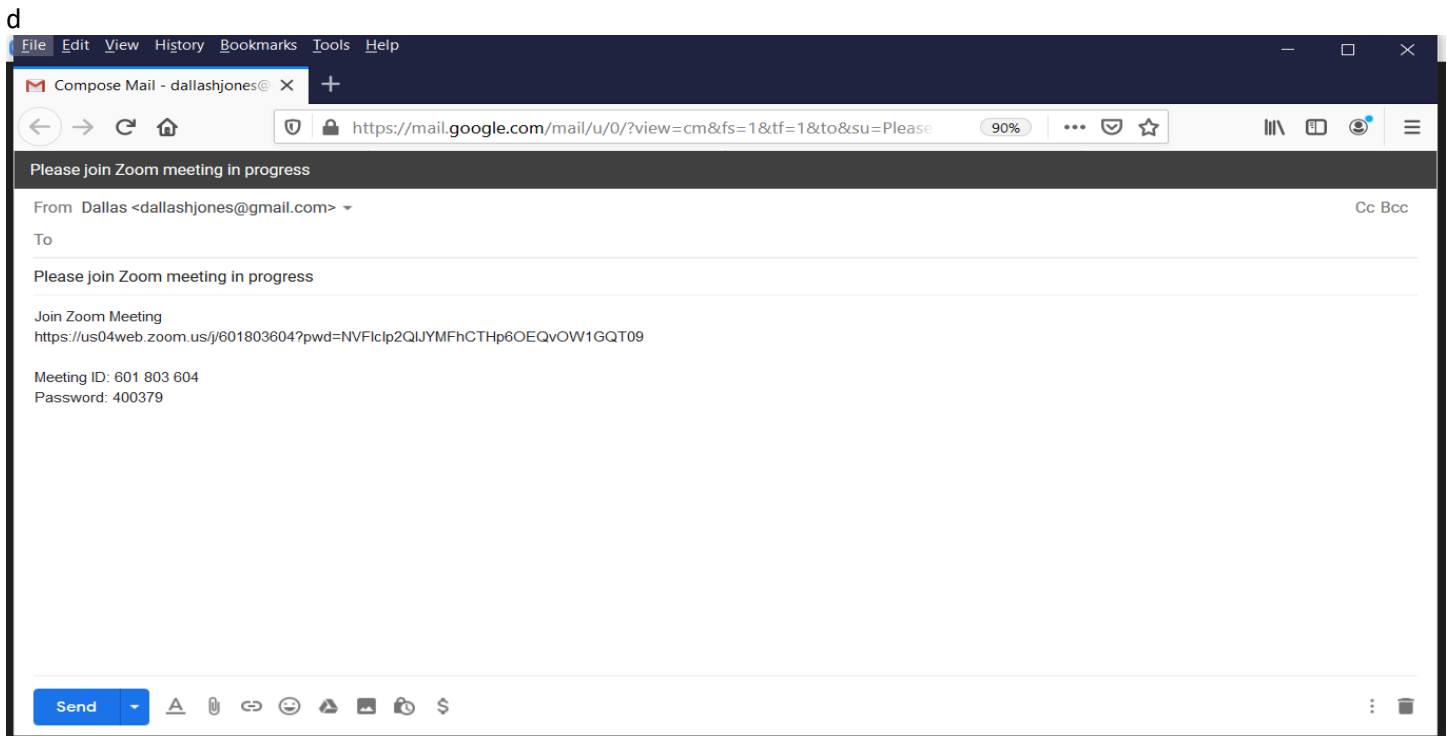 d
File Edit View History Bookmarks Tools Help
Compose Mail - dallashjones@
https://mail.google.com/mail/u/0/?view=cm&fs=1&tf=1&to&su=Please 90%
Please join Zoom meeting in progress
From Dallas <dallashjones@gmail.com> Cc Bcc
To
Please join Zoom meeting in progress
Join Zoom Meeting
https://us04web.zoom.us/j/601803604?pwd=NVFIcIp2QlJYMFhCTHp6OEQvOW1GQT09
Meeting ID: 601 803 604
Password: 400379
Send